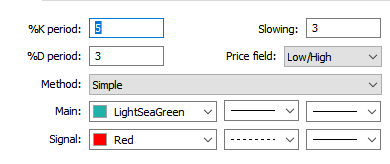 %K period: 5 Slowing: 3
%D period: 3 Price field: Low/High
Method: Simple
Main: LightSeaGreen
Signal: Red